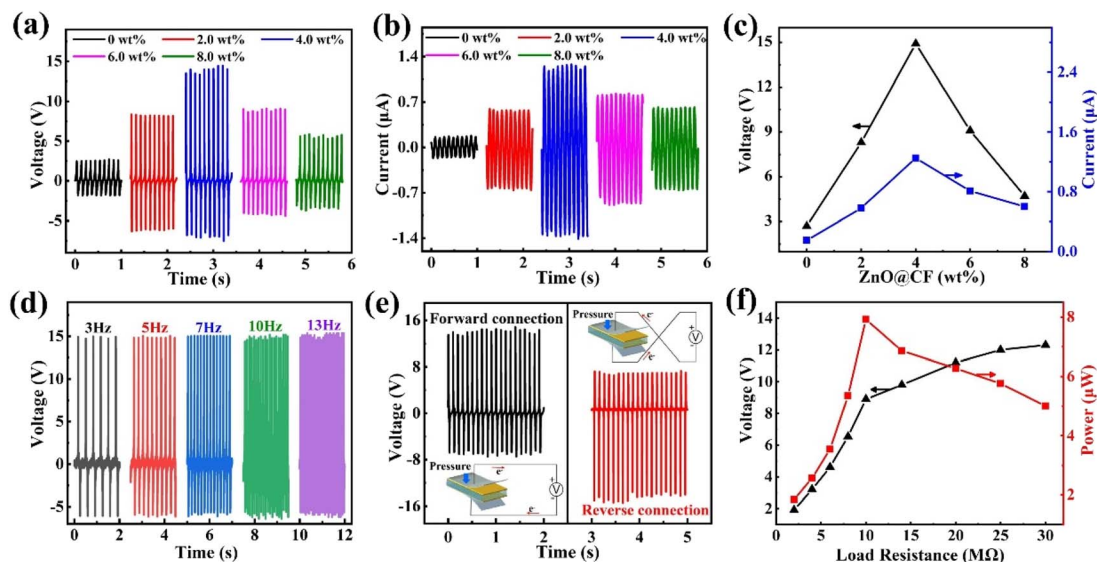 (a)
0 wt% 2.0 wt% 4.0 wt%
6.0 wt% 8.0 wt%
Voltage (V)
15
10
5
0
-5
0 1 2 3 4 5 6
Time (s)
(b)
0 wt% 2.0 wt% 4.0 wt%
6.0 wt% 8.0 wt%
Current (μA)
1.4
0.7
0.0
-0.7
-1.4
0 1 2 3 4 5 6
Time (s)
(c)
Voltage (V)
15
12
9
6
3
2.4
1.8
1.2
0.6
0.0
Current (μA)
0 2 4 6 8
ZnO@CF (wt%)
(d)
3Hz 5Hz 7Hz 10Hz 13Hz
Voltage (V)
15
10
5
0
-5
0 2 4 6 8 10 12
Time (s)
(e)
Forward connection
Pressure
e-
e-
V
+
-
Voltage (V)
16
8
0
-8
-16
Pressure
e-
e-
V
+
-
Reverse connection
0 1 2 3 4 5
Time (s)
(f)
Voltage (V)
14
12
10
8
6
4
2
8
6
4
2
Power (μW)
0 5 10 15 20 25 30
Load Resistance (MΩ)